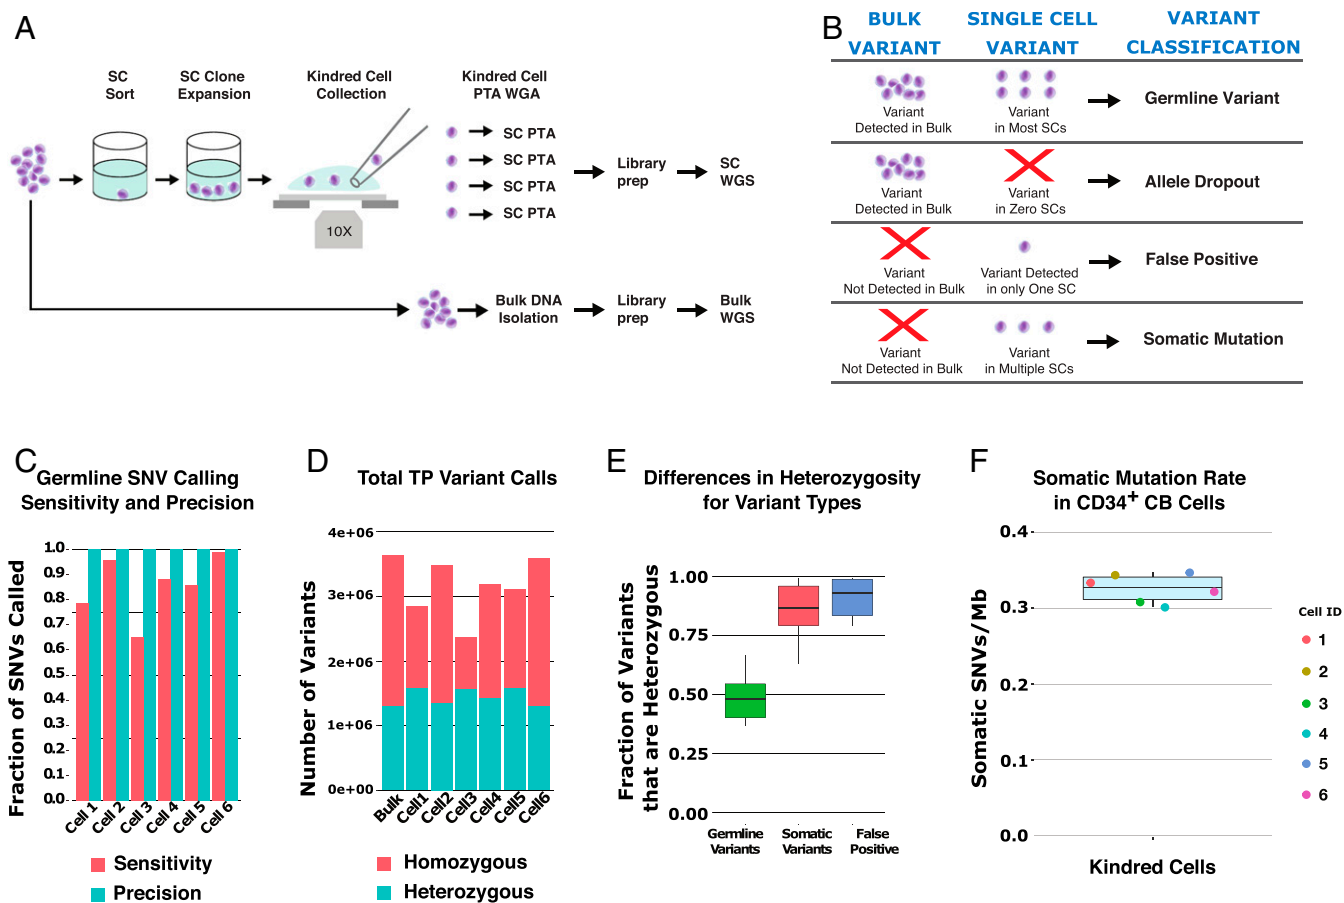 A
SC
Sort
SC Clone
Expansion
Kindred Cell
Collection
Kindred Cell
PTA WGA
SC PTA
SC PTA
SC PTA
SC PTA
Library
prep
SC
WGS
10X
Bulk DNA
Isolation
Library
prep
Bulk
WGS
B
BULK
VARIANT
SINGLE CELL
VARIANT
VARIANT
CLASSIFICATION
Variant
Detected in Bulk
Variant
in Most SCs
Germline Variant
Variant
Detected in Bulk
Variant
in Zero SCs
Allele Dropout
Variant
Not Detected in Bulk
Variant Detected
in only One SC
False Positive
Variant
Not Detected in Bulk
Variant
in Multiple SCs
Somatic Mutation
C
Germline SNV Calling
Sensitivity and Precision
Fraction of SNVs Called
1.0
0.9
0.8
0.7
0.6
0.5
0.4
0.3
0.2
0.1
0.0
Cell 1
Cell 2
Cell 3
Cell 4
Cell 5
Cell 6
Sensitivity
Precision
D
Total TP Variant Calls
Number of Variants
4e+06
3e+06
2e+06
1e+06
0e+00
Bulk
Cell1
Cell2
Cell3
Cell4
Cell5
Cell6
Homozygous
Heterozygous
E
Differences in Heterozygosity
for Variant Types
Fraction of Variants
that are Heterozygous
1.00
0.75
0.50
0.25
0.00
Germline
Variants
Somatic
Variants
False
Positive
F
Somatic Mutation Rate
in CD34+ CB Cells
Somatic SNVs/Mb
0.4
0.3
0.2
0.1
0.0
Kindred Cells
Cell ID
1
2
3
4
5
6